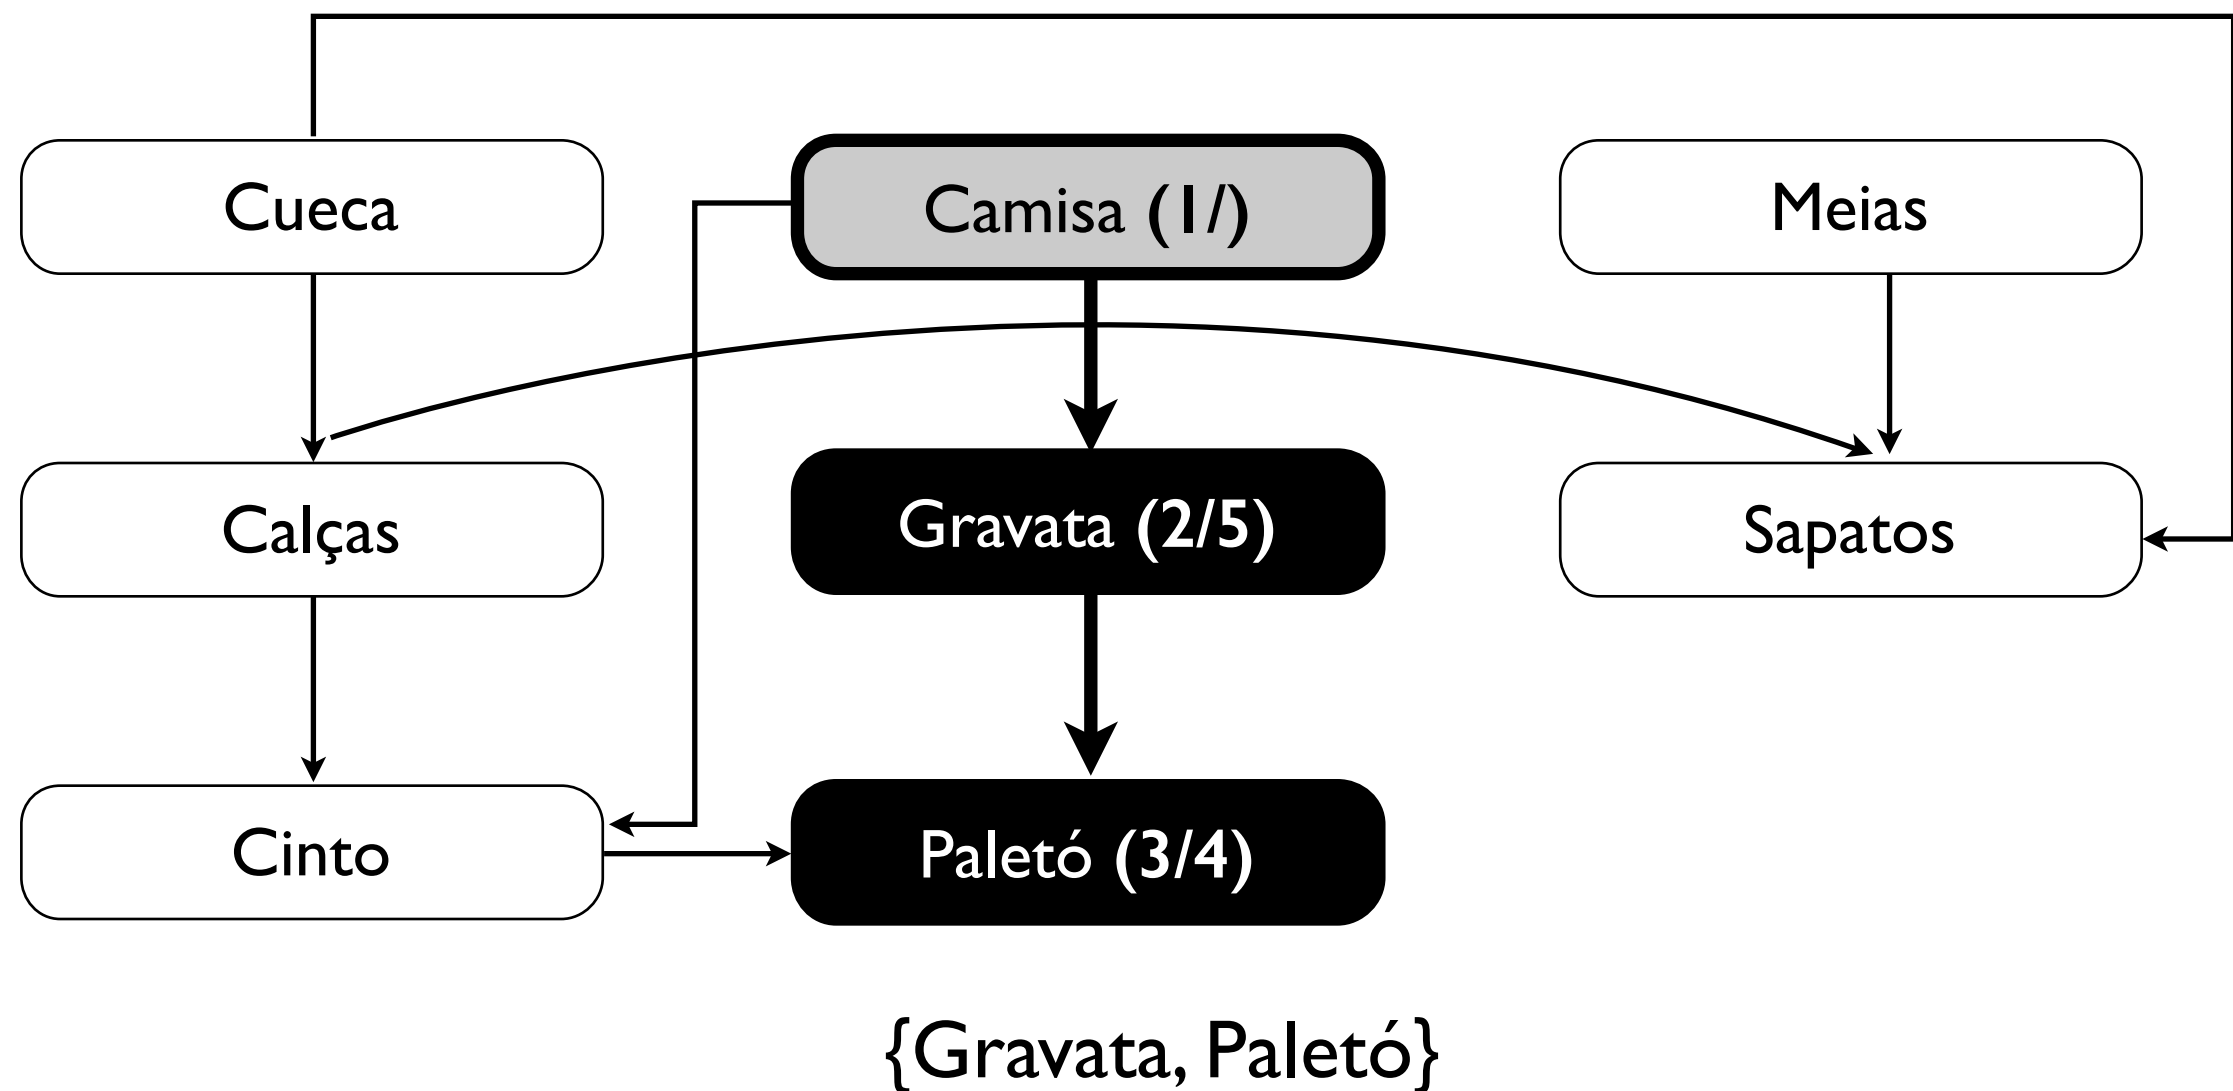 Cueca
Camisa (1/)
Meias
Calças
Gravata (2/5)
Sapatos
Cinto
Paletó (3/4)
{Gravata, Paletó}